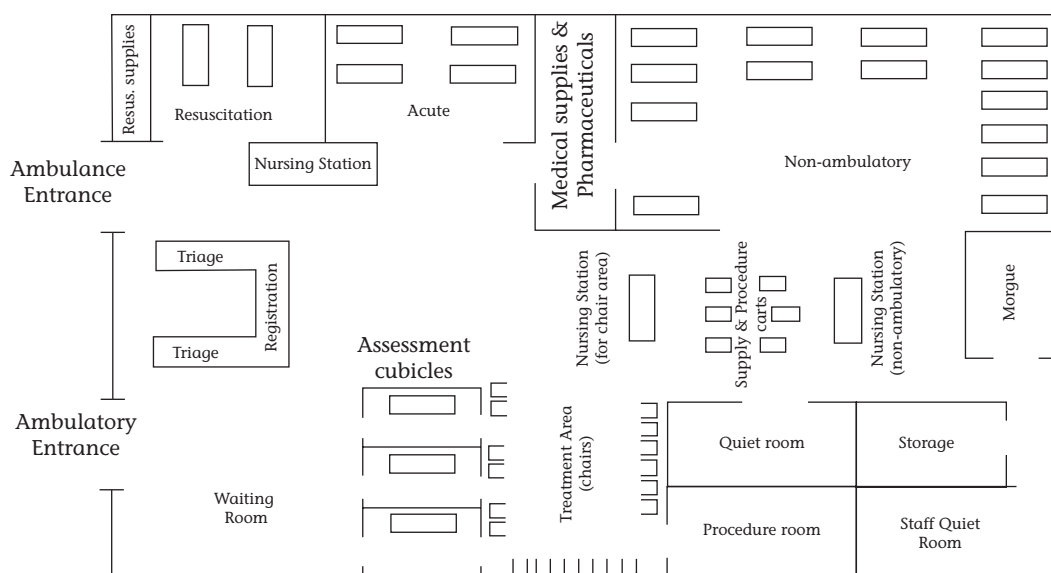 Resus. supplies
Resuscitation
Acute
Medical supplies &
Pharmaceuticals
Non-ambulatory
Nursing Station
Ambulance
Entrance
Triage
Registration
Triage
Nursing Station
(for chair area)
Supply & Procedure
carts
Nursing Station
(non-ambulatory)
Morgue
Assessment
cubicles
Ambulatory
Entrance
Waiting
Room
Treatment Area
(chairs)
Quiet room
Storage
Procedure room
Staff Quiet
Room